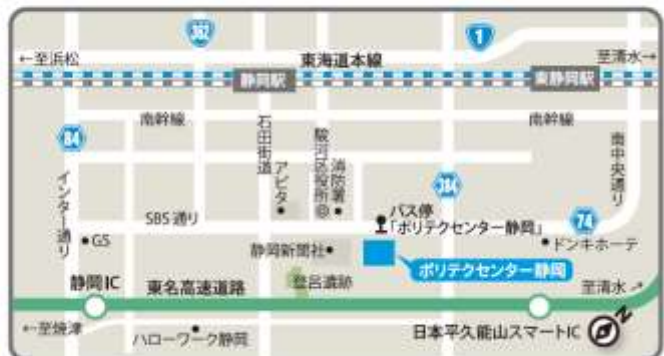 362
1
←至浜松
東海道本線
至清水→
静岡駅
東静岡駅
南幹線
南幹線
84
石田街道
駿河区役所
消防署
アピタ
384
南中央通り
インター通り
SBS通り
バス停
「ポリテクセンター静岡」
74
GS
静岡新聞社
ドンキホーテ
ポリテクセンター静岡
静岡IC
東名高速道路
登呂遺跡
至清水
←至焼津
ハローワーク静岡
日本平久能山スマートIC
N